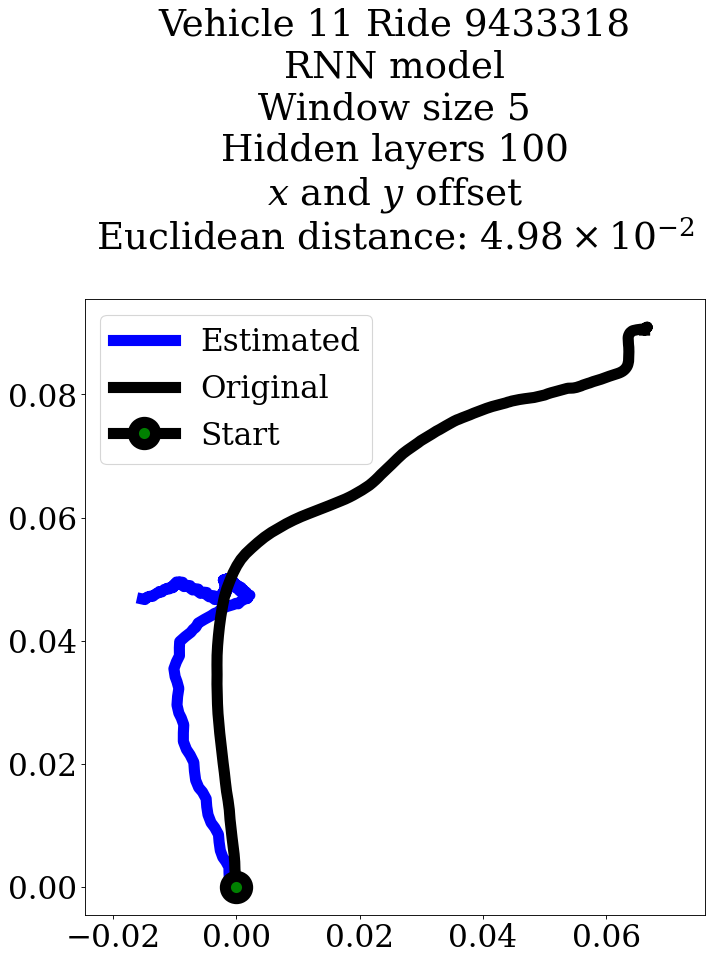 Vehicle 11 Ride 9433318
RNN model
Window size 5
Hidden layers 100
x and y offset
Euclidean distance: 4.98 × 10⁻²
Estimated
Original
Start
0.08
0.06
0.04
0.02
0.00
−0.02 0.00 0.02 0.04 0.06